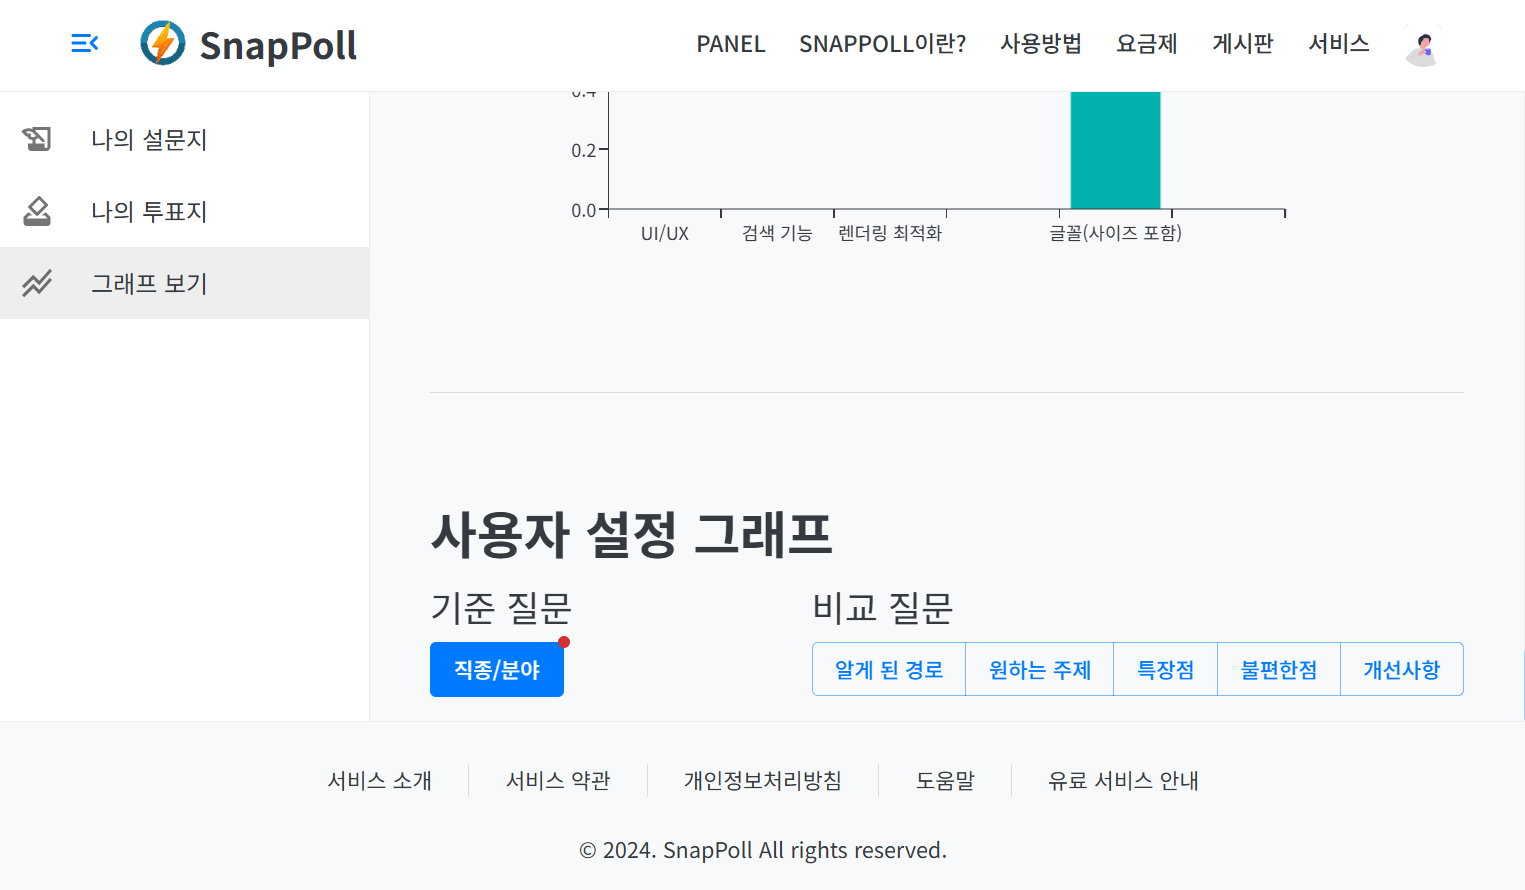 SnapPoll
PANEL SNAPPOLL이란? 사용방법 요금제 게시판 서비스
나의 설문지
나의 투표지
그래프 보기
0.4
0.2
0.0
UI/UX 검색 기능 렌더링 최적화 글꼴(사이즈 포함)
사용자 설정 그래프
기준 질문 비교 질문
직종/분야 알게 된 경로 원하는 주제 특장점 불편한점 개선사항
서비스 소개 서비스 약관 개인정보처리방침 도움말 유료 서비스 안내
© 2024. SnapPoll All rights reserved.